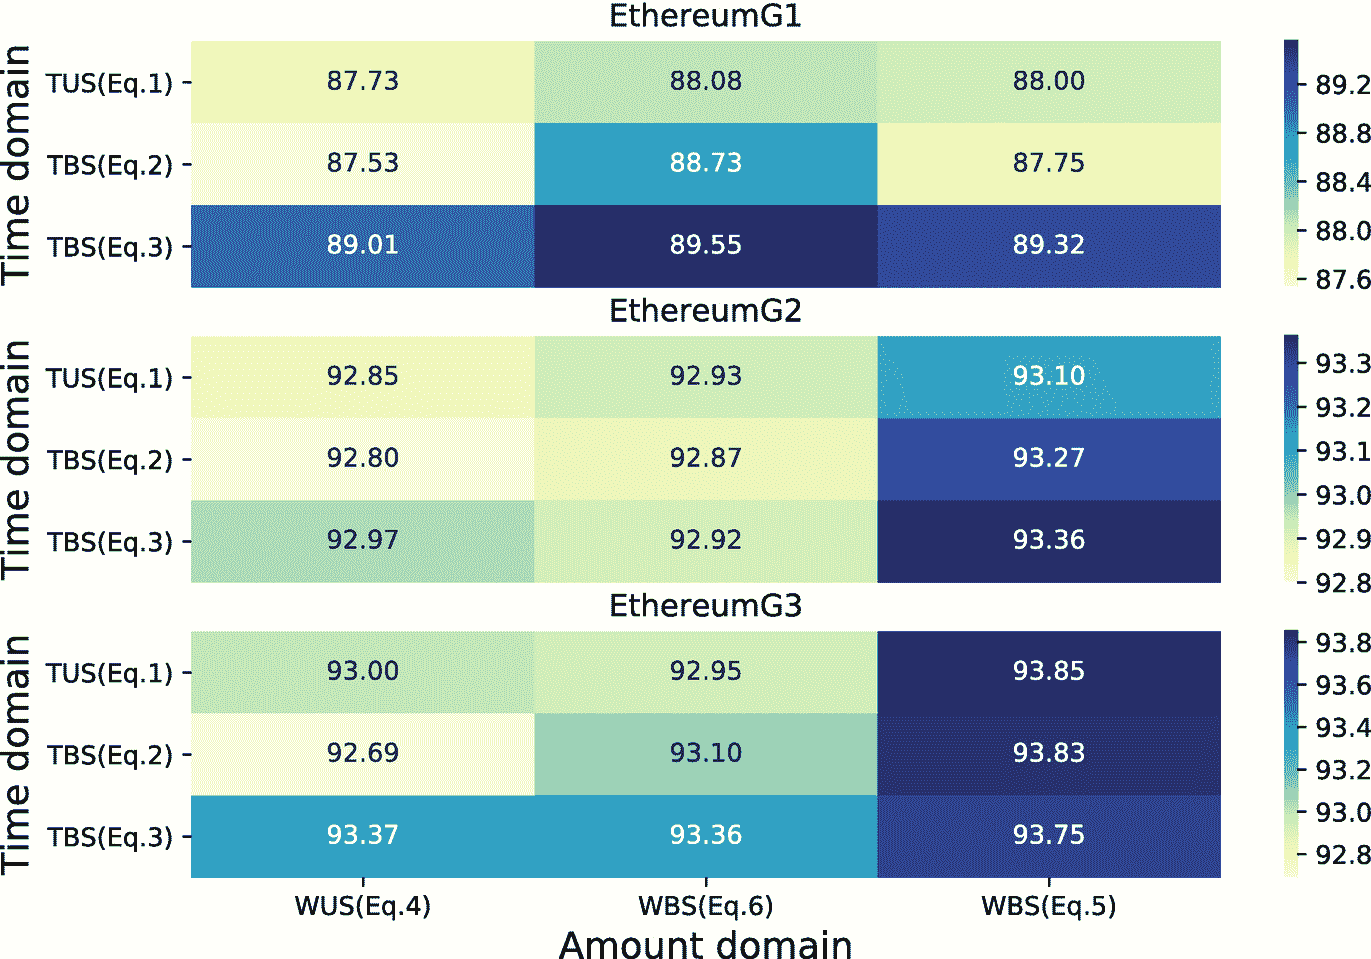 EthereumG1
Time domain
TUS(Eq.1) 87.73 88.08 88.00
TBS(Eq.2) 87.53 88.73 87.75
TBS(Eq.3) 89.01 89.55 89.32
89.2
88.8
88.4
88.0
87.6
EthereumG2
Time domain
TUS(Eq.1) 92.85 92.93 93.10
TBS(Eq.2) 92.80 92.87 93.27
TBS(Eq.3) 92.97 92.92 93.36
93.3
93.2
93.1
93.0
92.9
92.8
EthereumG3
Time domain
TUS(Eq.1) 93.00 92.95 93.85
TBS(Eq.2) 92.69 93.10 93.83
TBS(Eq.3) 93.37 93.36 93.75
93.8
93.6
93.4
93.2
93.0
92.8
WUS(Eq.4) WBS(Eq.6) WBS(Eq.5)
Amount domain